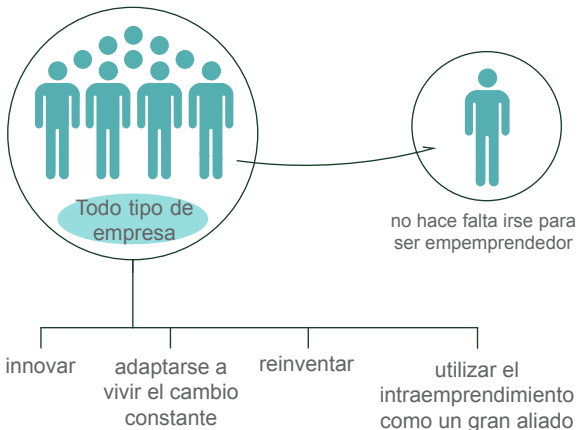 Todo tipo de
empresa
no hace falta irse para
ser empemprendedor
innovar
adaptarse a
vivir el cambio
constante
reinventar
utilizar el
intraemprendimiento
como un gran aliado